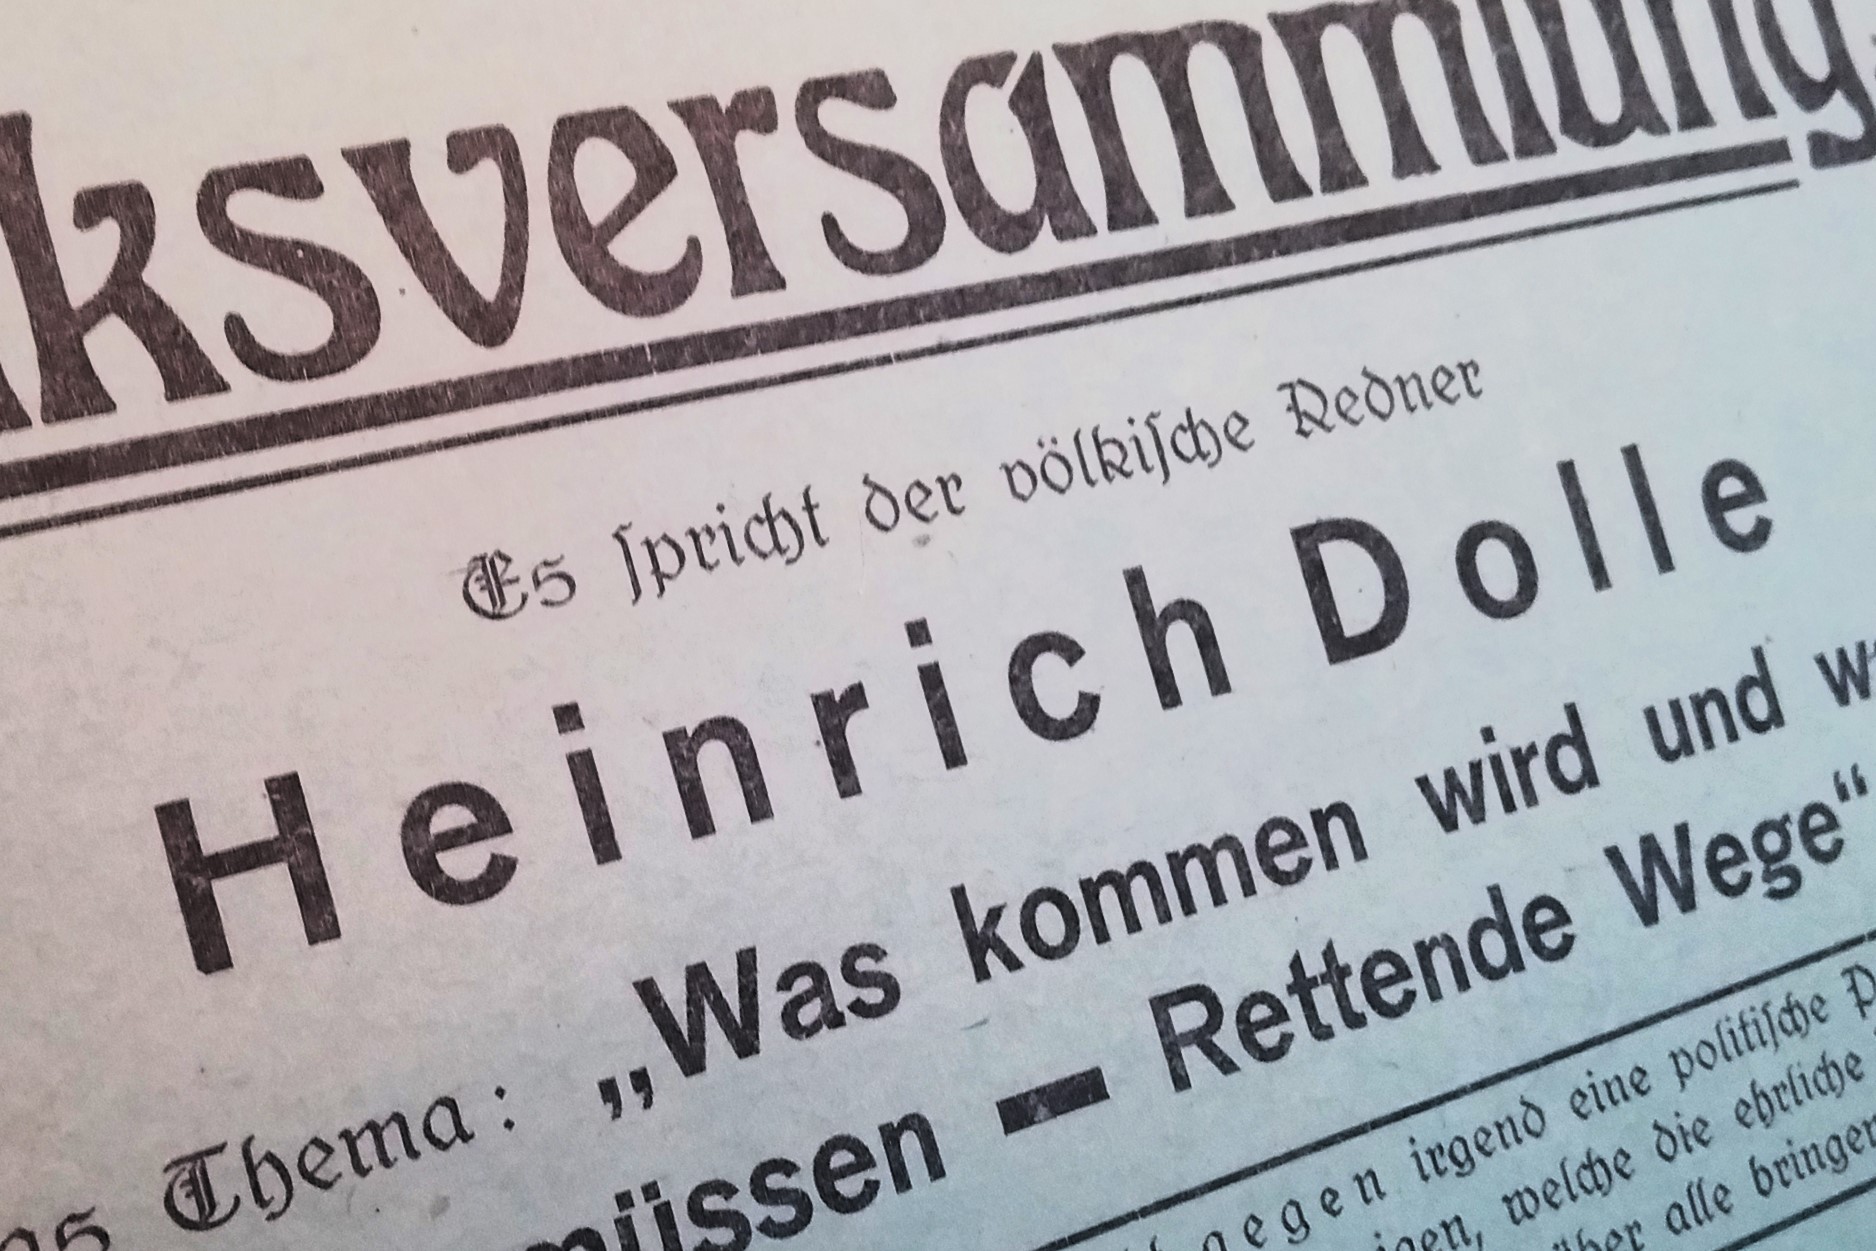 ksversammlung.
Es ſpricht der völkiſche Redner
Heinrich Dolle
Thema: „Was kommen wird und
müssen — Rettende Wege“
gegen irgend eine politiſche
welche die ehrliche
über alle bringen